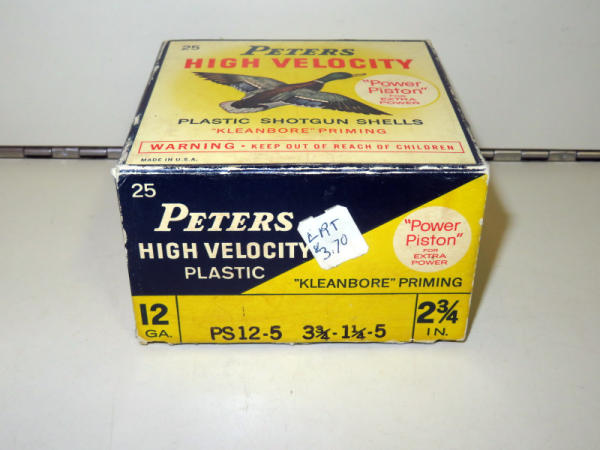 25
PETERS
HIGH VELOCITY
"Power
Piston"
FOR
EXTRA
POWER
PLASTIC SHOTGUN SHELLS
"KLEANBORE" PRIMING
WARNING • KEEP OUT OF REACH OF CHILDREN
MADE IN U.S.A.
25
PETERS
HIGH VELOCITY
PLASTIC
$3.70
"Power
Piston"
FOR
EXTRA
POWER
"KLEANBORE" PRIMING
12
GA.
PS12-5 3¾-1¼-5
2¾
IN.